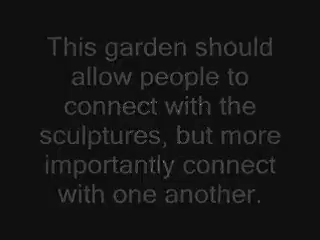 This garden should
allow people to
connect with the
sculptures, but more
importantly connect
with one another.